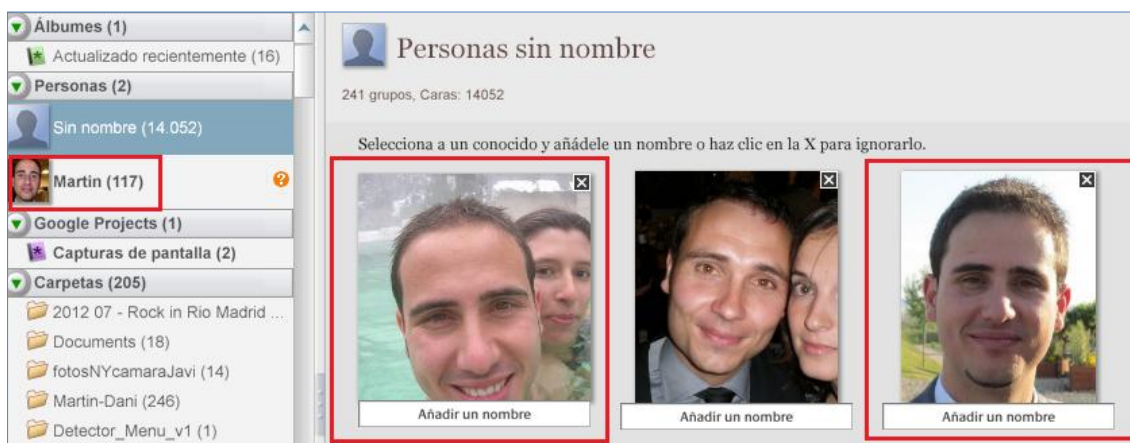 Álbumes (1)
Actualizado recientemente (16)
Personas (2)
Sin nombre (14.052)
Martin (117)
Google Projects (1)
Capturas de pantalla (2)
Carpetas (205)
2012 07 - Rock in Rio Madrid ...
Documents (18)
fotosNYcamaraJavi (14)
Martin-Dani (246)
Detector_Menu_v1 (1)
Personas sin nombre
241 grupos, Caras: 14052
Selecciona a un conocido y añádele un nombre o haz clic en la X para ignorarlo.
Añadir un nombre
Añadir un nombre
Añadir un nombre